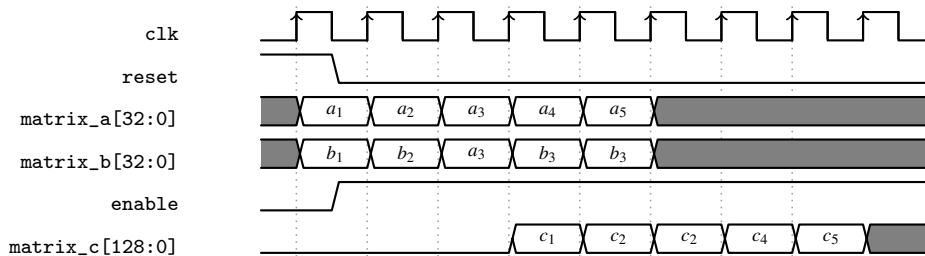 clk
reset
matrix_a[32:0] a1 a2 a3 a4 a5
matrix_b[32:0] b1 b2 a3 b3 b3
enable
matrix_c[128:0] c1 c2 c2 c4 c5